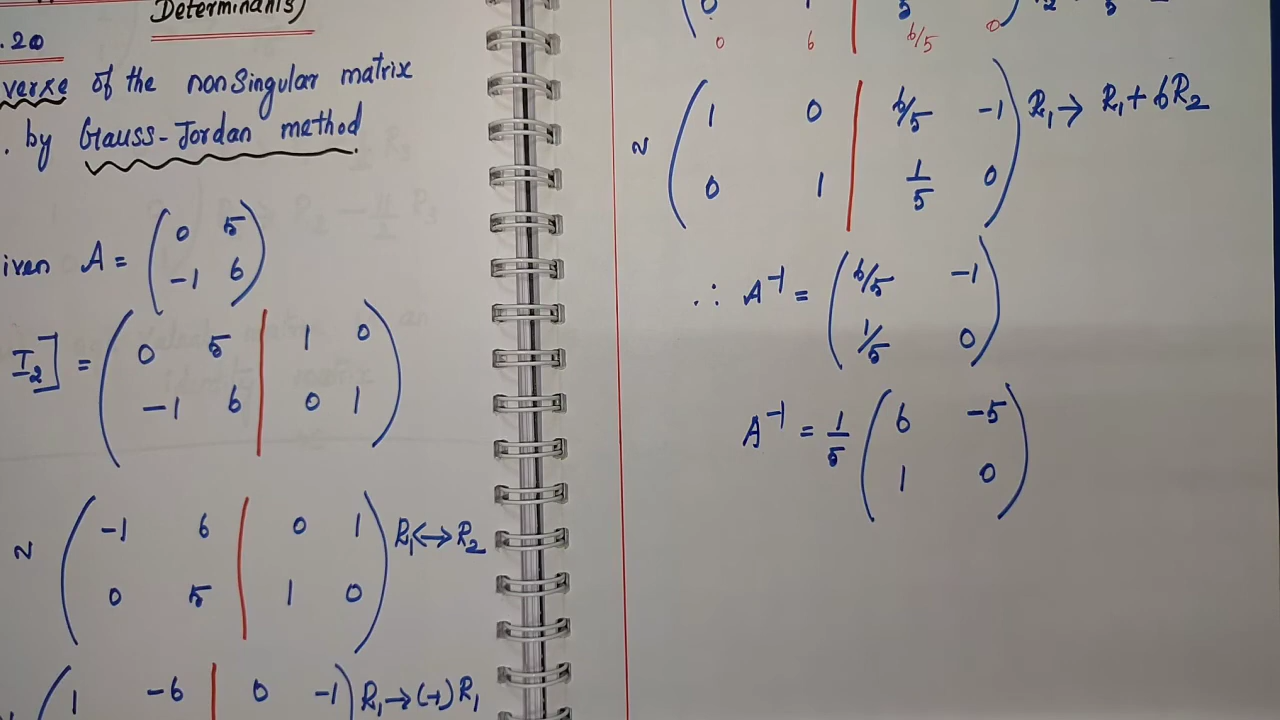 Determinants)
.20
verse of the non Singular matrix
. by Gauss-Jordan method
iven A = ( 0 5
-1 6 )
I2] = ( 0 5 | 1 0
-1 6 | 0 1 )
~ ( -1 6 | 0 1
0 5 | 1 0 ) R1 ↔ R2
( 1 -6 | 0 -1 ) R1 → (-1) R1
0 6 6/5 0
~ ( 1 0 | 6/5 -1
0 1 | 1/5 0 ) R1 → R1 + 6R2
∴ A^-1 = ( 6/5 -1
1/5 0 )
A^-1 = 1/5 ( 6 -5
1 0 )